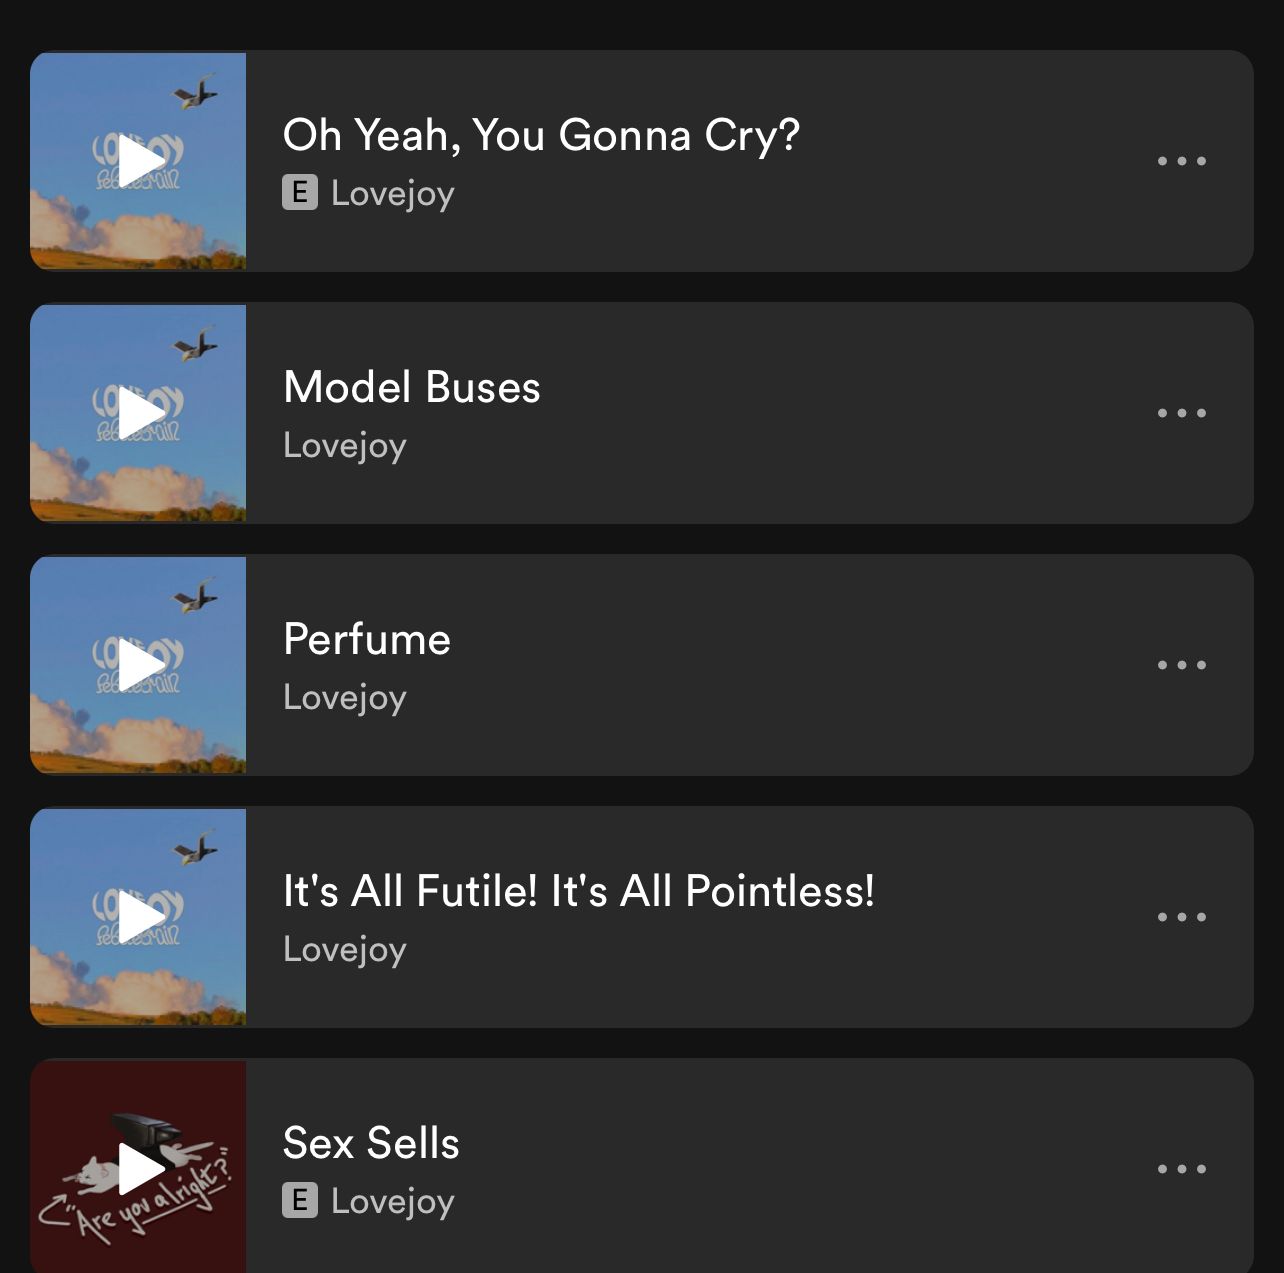 Oh Yeah, You Gonna Cry?
E Lovejoy
Model Buses
Lovejoy
Perfume
Lovejoy
It's All Futile! It's All Pointless!
Lovejoy
Sex Sells
E Lovejoy
"Are you alright?"